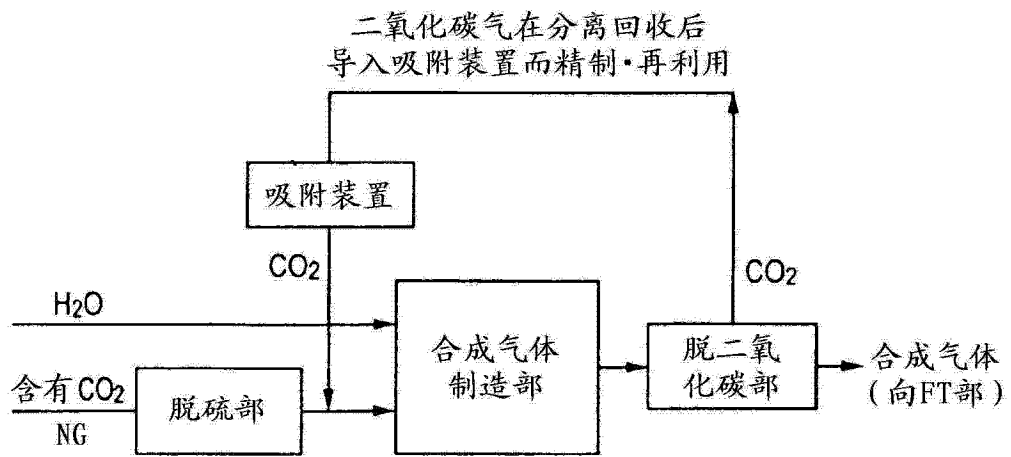 二氧化碳气在分离回收后
导入吸附装置而精制·再利用
吸附装置
CO₂
CO₂
H₂O
合成气体
制造部
脱二氧
化碳部
合成气体
(向FT部)
含有CO₂
脱硫部
NG